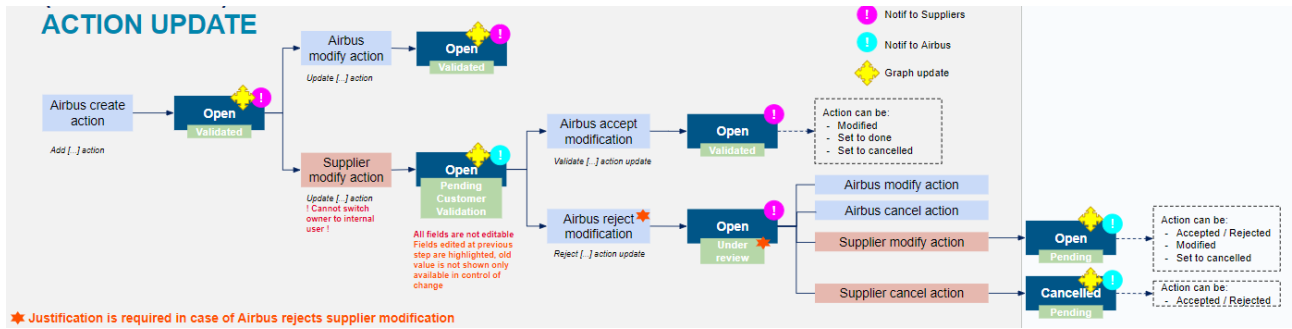 ACTION UPDATE
!
Notif to Suppliers
!
Notif to Airbus
Graph update
Airbus
modify action
Update [...] action
Open
!
Validated
Airbus create
action
Add [...] action
Open
!
Validated
Supplier
modify action
Update [...] action
! Cannot switch
owner to internal
user !
Open
!
Pending
Customer
Validation
All fields are not editable
Fields edited at previous
step are highlighted, old
value is not shown only
available in control of
change
Airbus accept
modification
Validate [...] action update
Open
!
Validated
Action can be:
- Modified
- Set to done
- Set to cancelled
Airbus reject
modification
Reject [...] action update
Open
!
Under
review
Airbus modify action
Airbus cancel action
Supplier modify action
Supplier cancel action
Open
!
Pending
Action can be:
- Accepted / Rejected
- Modified
- Set to cancelled
Cancelled
!
Pending
Action can be:
- Accepted / Rejected
Justification is required in case of Airbus rejects supplier modification